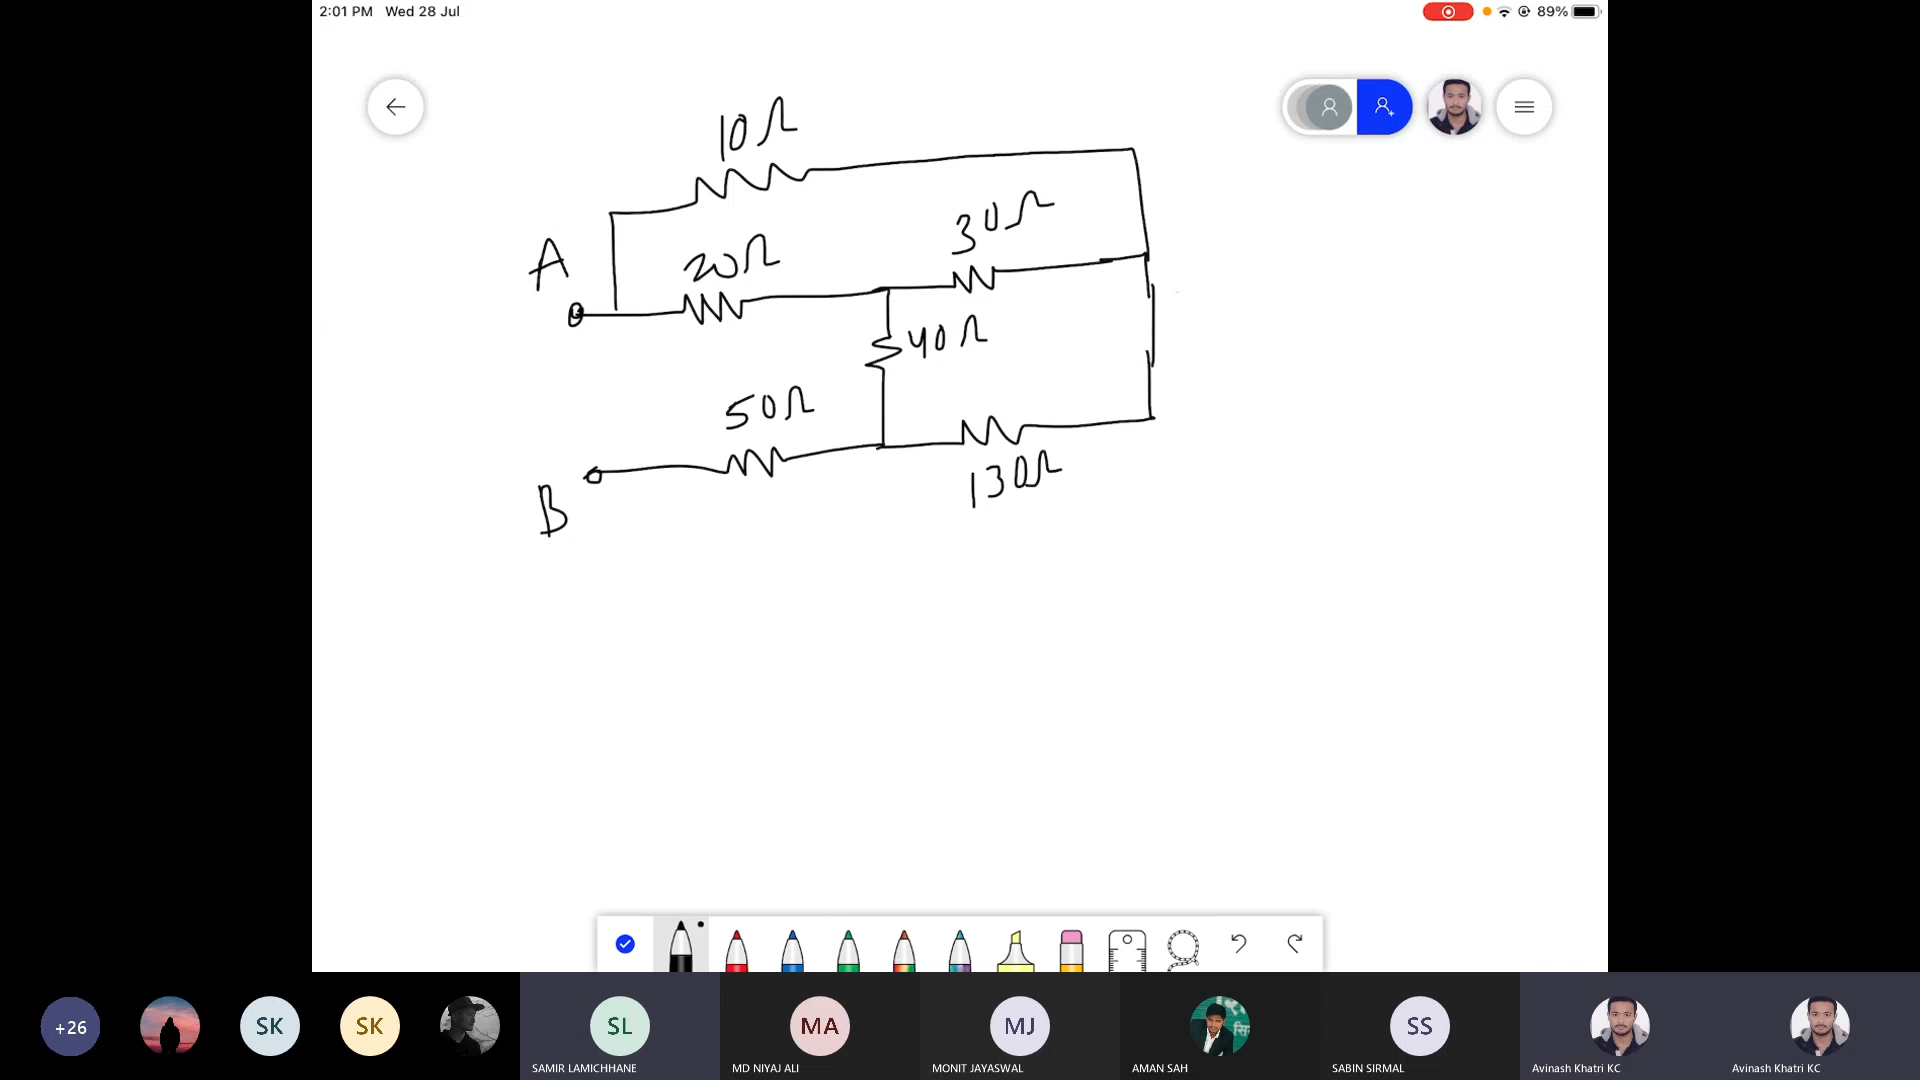 2:01 PM Wed 28 Jul
89%
10Ω
30Ω
A
20Ω
40Ω
50Ω
130Ω
B
+26
SK
SK
SL
MA
MJ
SS
SAMIR LAMICHHANE
MD NIYAJ ALI
MONIT JAYASWAL
AMAN SAH
SABIN SIRMAL
Avinash Khatri KC
Avinash Khatri KC